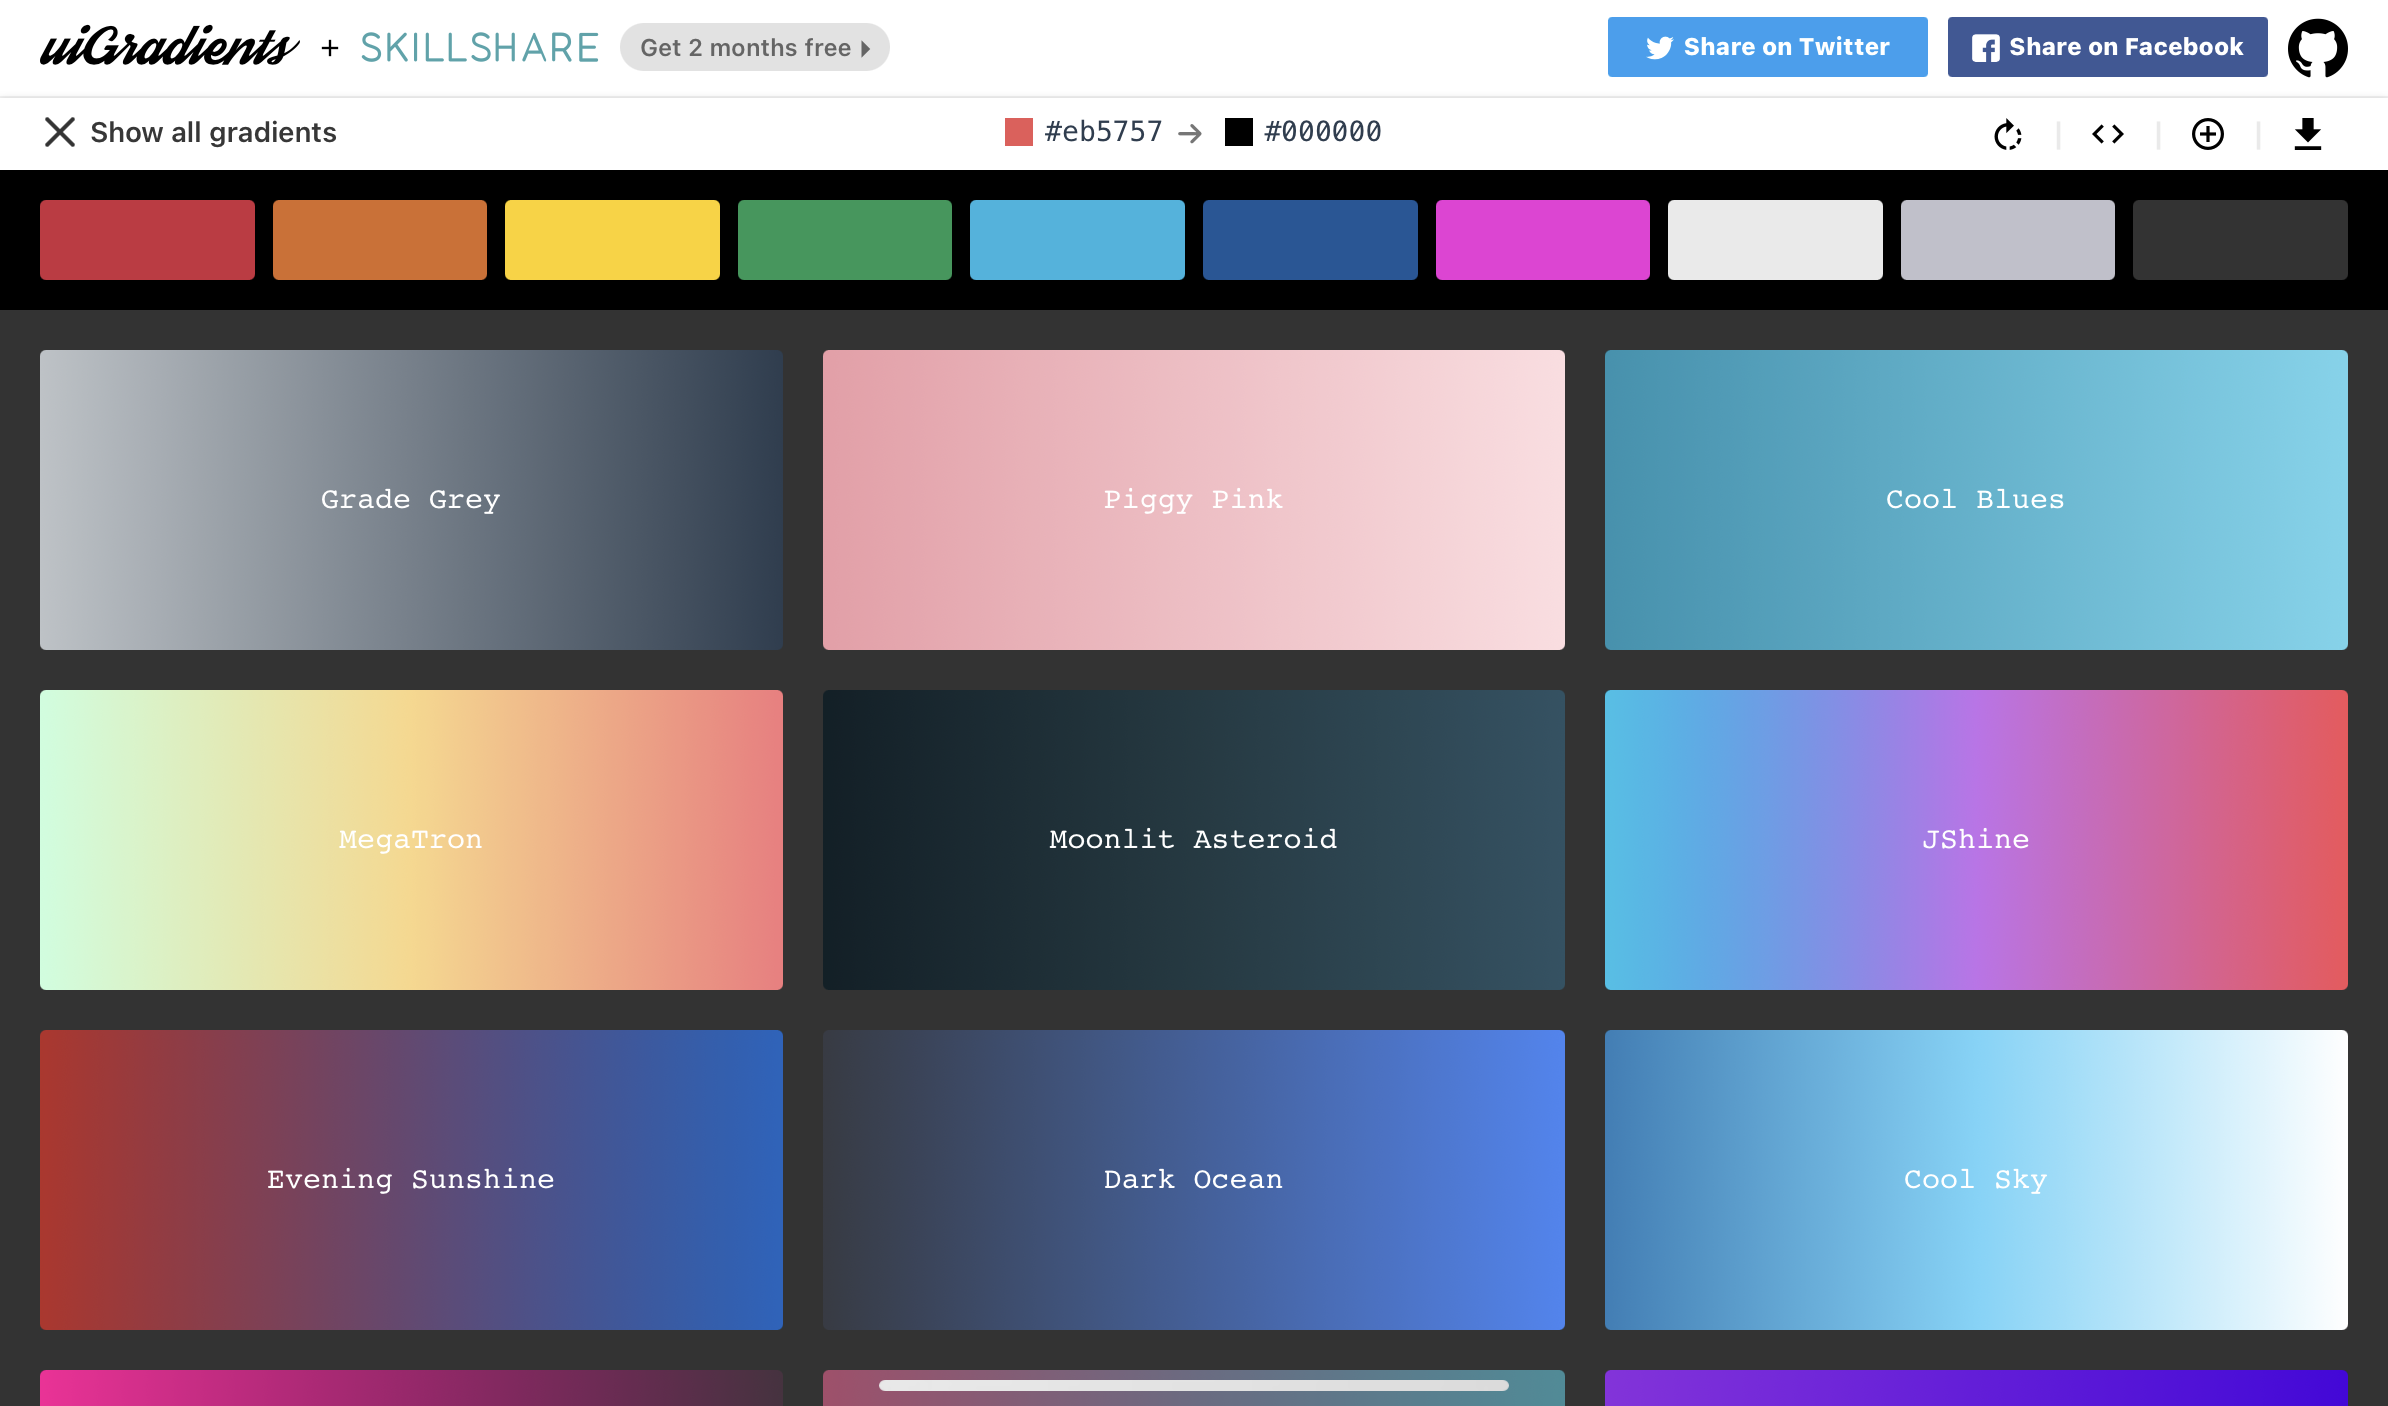 uiGradients + SKILLSHARE Get 2 months free
Share on Twitter
Share on Facebook
Show all gradients
#eb5757 → #000000
Grade Grey
Piggy Pink
Cool Blues
MegaTron
Moonlit Asteroid
JShine
Evening Sunshine
Dark Ocean
Cool Sky